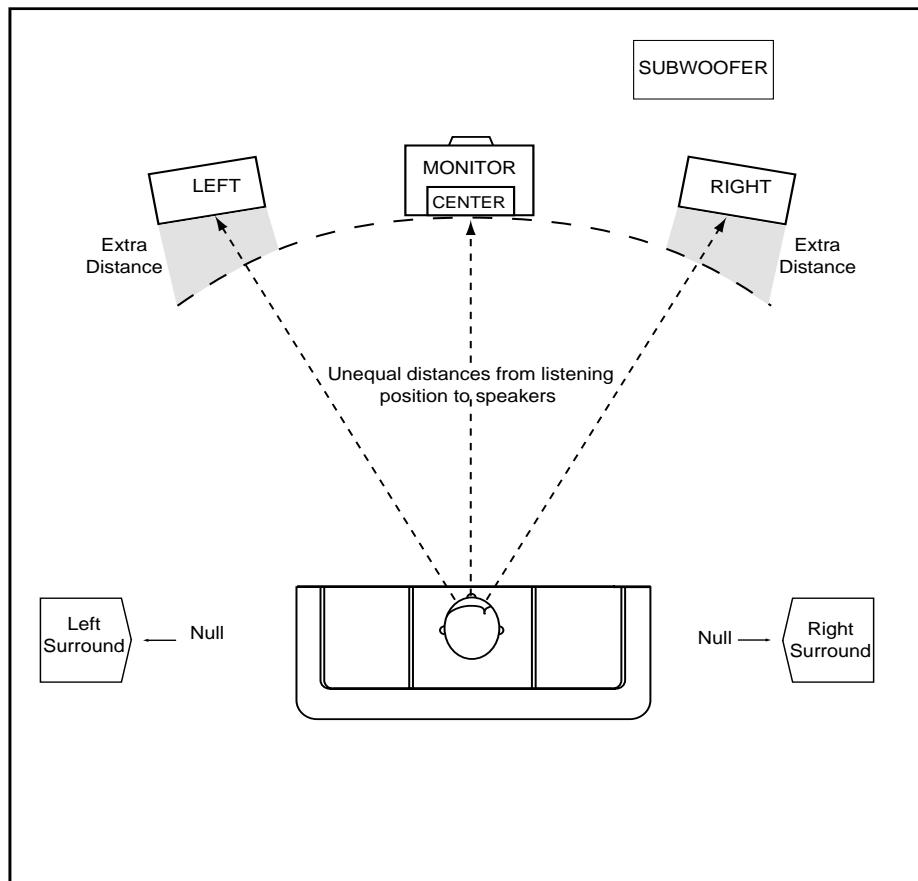 SUBWOOFER
MONITOR
LEFT
RIGHT
CENTER
Extra
Distance
Extra
Distance
Unequal distances from listening
position to speakers
Left
Surround
Null
Null
Right
Surround